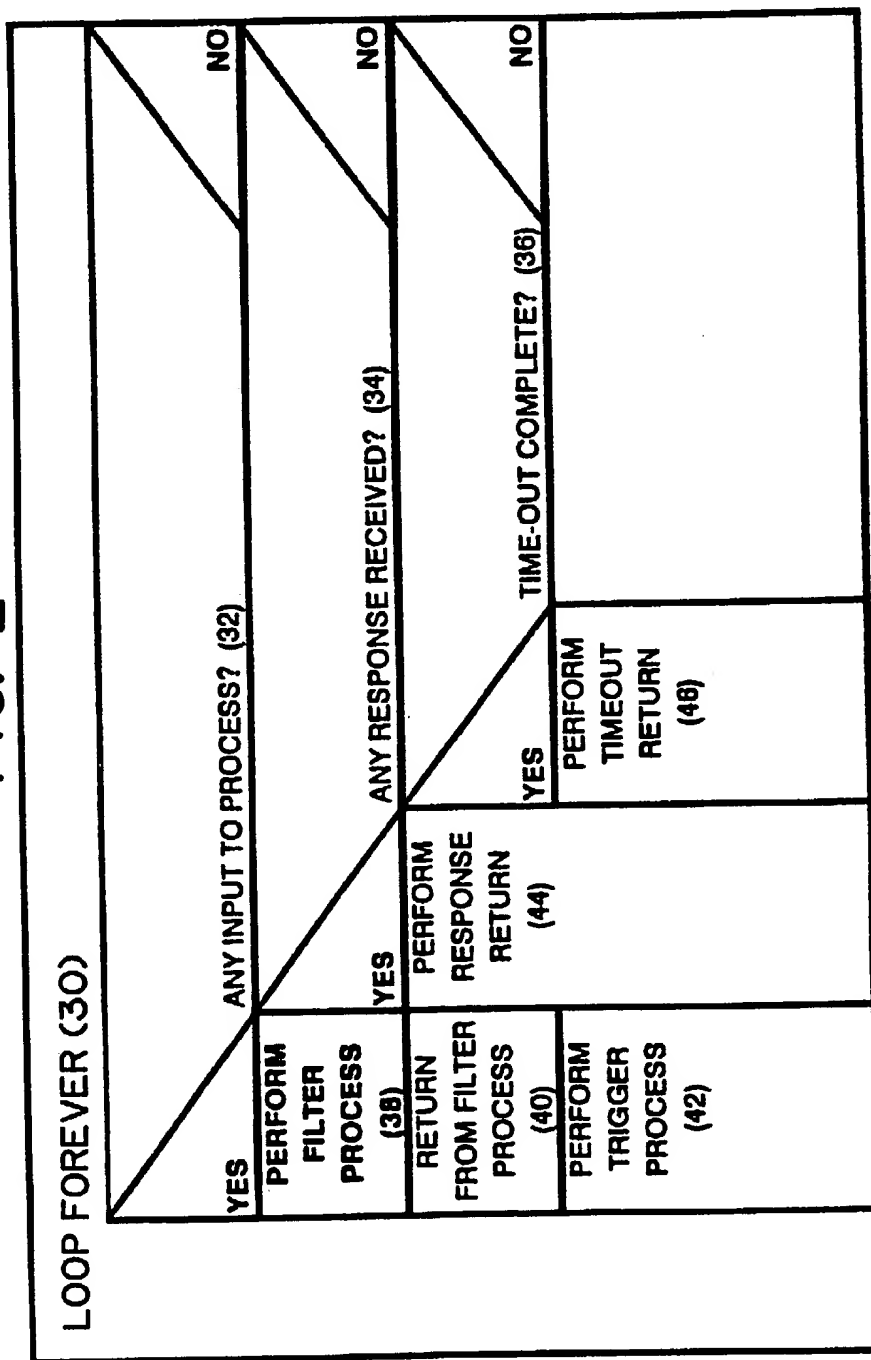 LOOP FOREVER (30)
ANY INPUT TO PROCESS? (32)
YES
NO
ANY RESPONSE RECEIVED? (34)
YES
NO
TIME-OUT COMPLETE? (36)
YES
NO
PERFORM
FILTER
PROCESS
(38)
RETURN
FROM FILTER
PROCESS
(40)
PERFORM
TRIGGER
PROCESS
(42)
PERFORM
RESPONSE
RETURN
(44)
PERFORM
TIMEOUT
RETURN
(46)